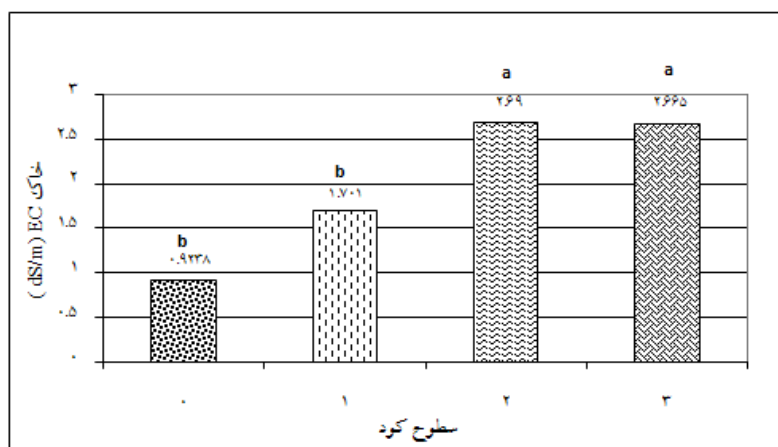 خاک EC (dS/m )
۳
۲.۵
۲
۱.۵
۱
۰.۵
۰
b
۰.۹۲۳۸
b
۱.۷۰۱
a
۲.۶۹
a
۲.۶۶۵
۰ ۱ ۲ ۳
سطوح کود